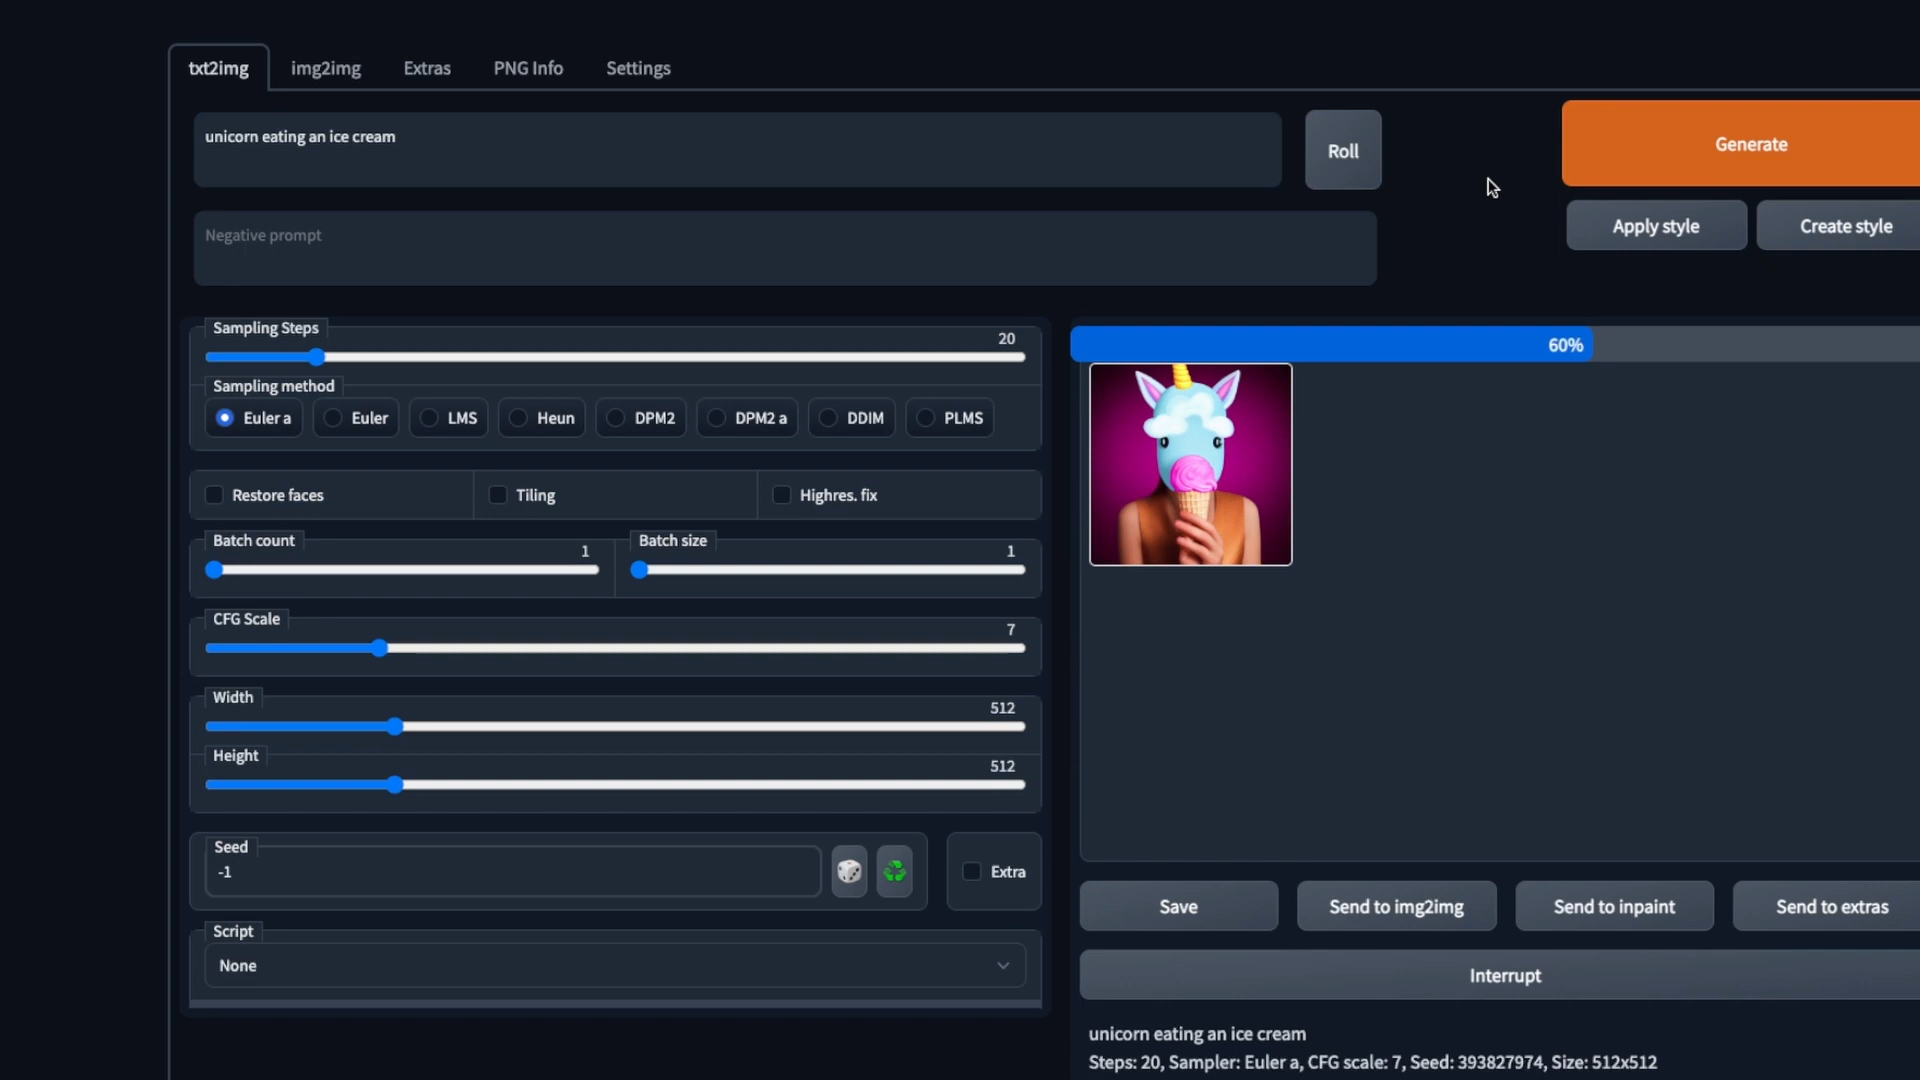 txt2img img2img Extras PNG Info Settings
unicorn eating an ice cream
Roll
Generate
Negative prompt
Apply style Create style
Sampling Steps
20
60%
Sampling method
Euler a Euler LMS Heun DPM2 DPM2 a DDIM PLMS
Restore faces Tiling Highres. fix
Batch count
1
Batch size
1
CFG Scale
7
Width
512
Height
512
Seed
-1
Extra
Script
None
Save Send to img2img Send to inpaint Send to extras
Interrupt
unicorn eating an ice cream
Steps: 20, Sampler: Euler a, CFG scale: 7, Seed: 393827974, Size: 512x512